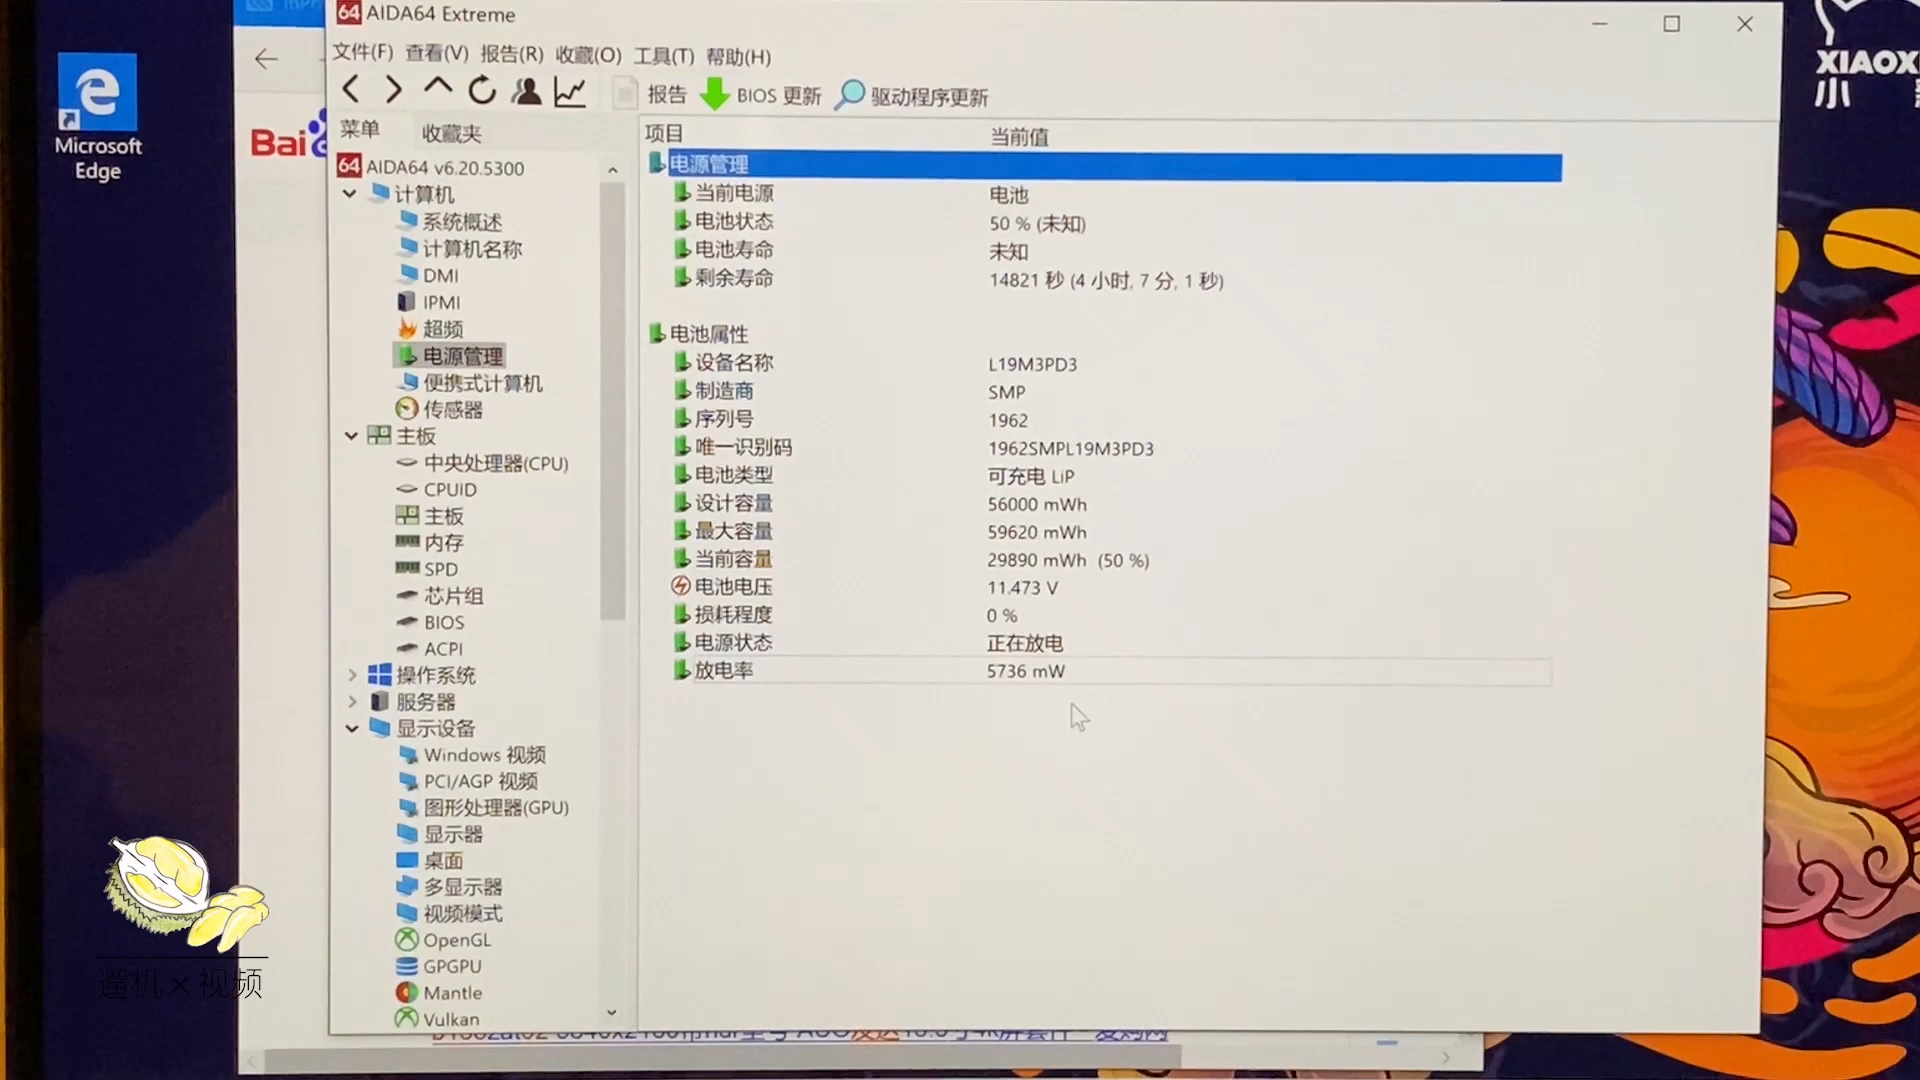 AIDA64 Extreme
文件(F) 查看(V) 报告(R) 收藏(O) 工具(T) 帮助(H)
报告 BIOS 更新 驱动程序更新
菜单 收藏夹
AIDA64 v6.20.5300
计算机
系统概述
计算机名称
DMI
IPMI
超频
电源管理
便携式计算机
传感器
主板
中央处理器(CPU)
CPUID
主板
内存
SPD
芯片组
BIOS
ACPI
操作系统
服务器
显示设备
Windows 视频
PCI/AGP 视频
图形处理器(GPU)
显示器
桌面
多显示器
视频模式
OpenGL
GPGPU
Mantle
Vulkan
项目 当前值
电源管理
当前电源 电池
电池状态 50 % (未知)
电池寿命 未知
剩余寿命 14821 秒 (4 小时, 7 分, 1 秒)
电池属性
设备名称 L19M3PD3
制造商 SMP
序列号 1962
唯一识别码 1962SMPL19M3PD3
电池类型 可充电 LiP
设计容量 56000 mWh
最大容量 59620 mWh
当前容量 29890 mWh (50 %)
电池电压 11.473 V
损耗程度 0 %
电源状态 正在放电
放电率 5736 mW
Microsoft
Edge
Bai
XIAOX
小
遛机×视频